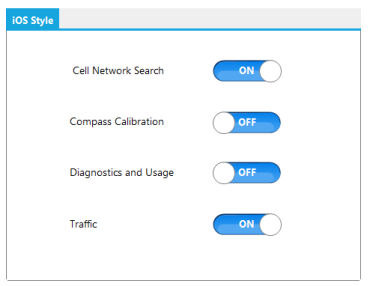 iOS Style
Cell Network Search ON
Compass Calibration OFF
Diagnostics and Usage OFF
Traffic ON